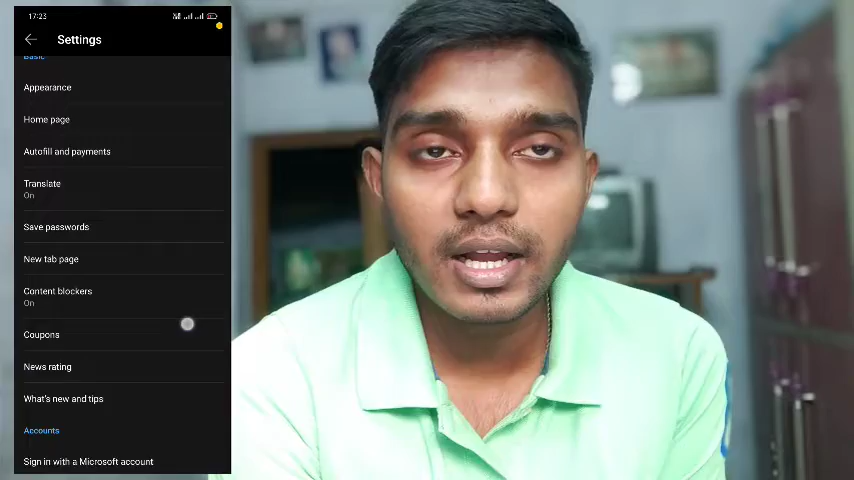 17:23
Settings
Basic
Appearance
Home page
Autofill and payments
Translate
On
Save passwords
New tab page
Content blockers
On
Coupons
News rating
What's new and tips
Accounts
Sign in with a Microsoft account